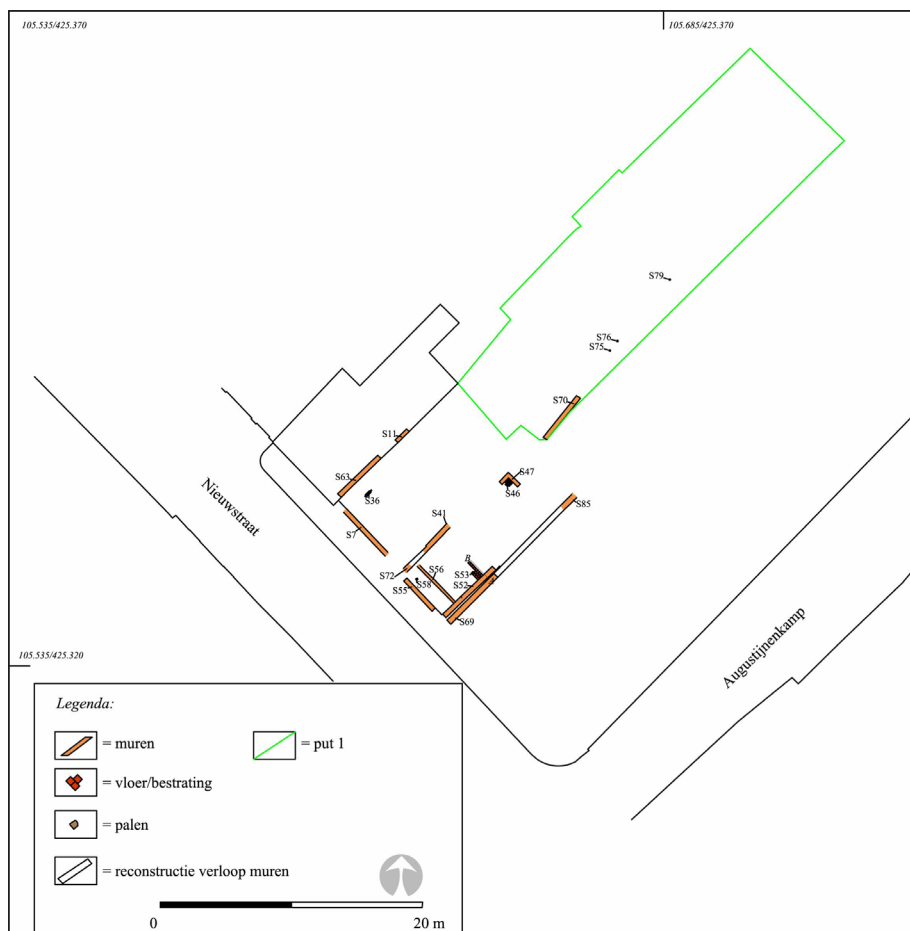 105.535/425.370
105.685/425.370
S79
S76
S75
S70
S11
S63
S36
S47
S46
S85
S41
S7
Nieuwstraat
S72
S56
S58
S55
R
S53
S52
S69
Augustijnenkamp
105.535/425.320
Legenda:
= muren
= put 1
= vloer/bestrating
= palen
= reconstructie verloop muren
0
20 m